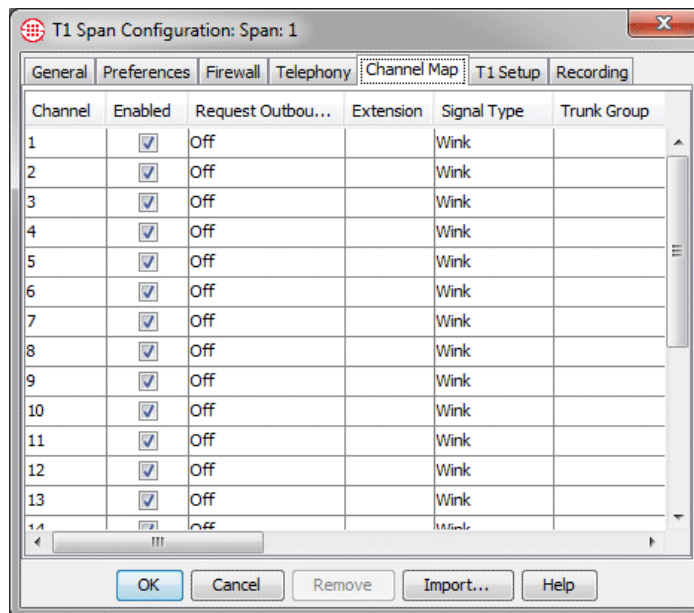 T1 Span Configuration: Span: 1
General Preferences Firewall Telephony Channel Map T1 Setup Recording
Channel Enabled Request Outbou... Extension Signal Type Trunk Group
1 Off Wink
2 Off Wink
3 Off Wink
4 Off Wink
5 Off Wink
6 Off Wink
7 Off Wink
8 Off Wink
9 Off Wink
10 Off Wink
11 Off Wink
12 Off Wink
13 Off Wink
14 Off Wink
OK Cancel Remove Import... Help